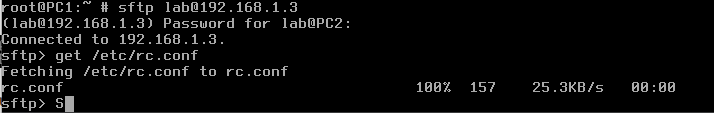 root@PC1:~ # sftp lab@192.168.1.3
(lab@192.168.1.3) Password for lab@PC2:
Connected to 192.168.1.3.
sftp> get /etc/rc.conf
Fetching /etc/rc.conf to rc.conf
rc.conf 100% 157 25.3KB/s 00:00
sftp> S